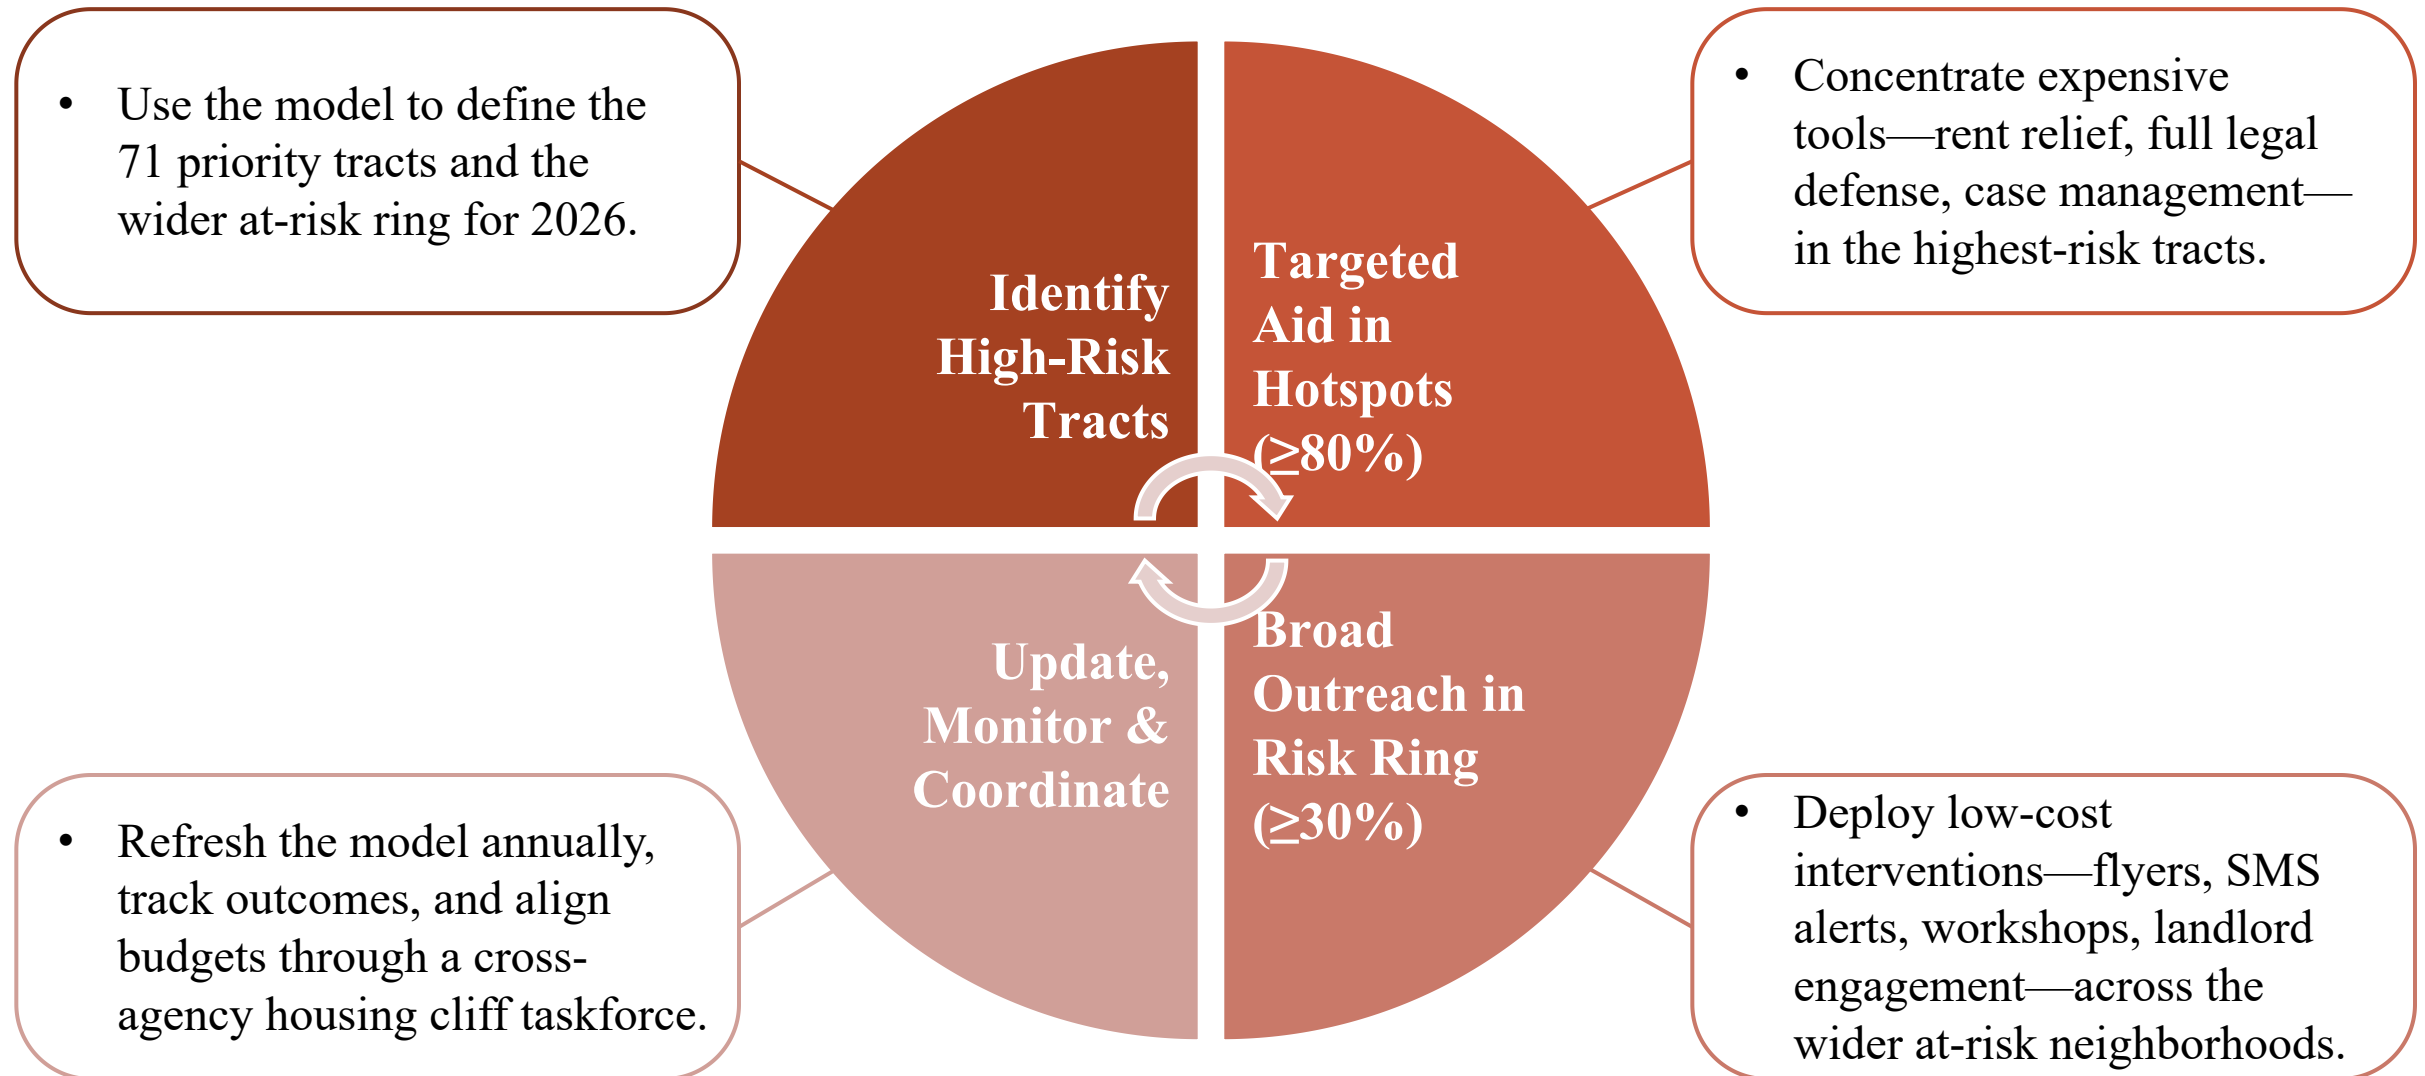 • Use the model to define the
71 priority tracts and the
wider at-risk ring for 2026.
Identify
High-Risk
Tracts
Targeted
Aid in
Hotspots
(≥80%)
• Concentrate expensive
tools—rent relief, full legal
defense, case management—
in the highest-risk tracts.
Broad
Outreach in
Risk Ring
(≥30%)
• Deploy low-cost
interventions—flyers, SMS
alerts, workshops, landlord
engagement—across the
wider at-risk neighborhoods.
Update,
Monitor &
Coordinate
• Refresh the model annually,
track outcomes, and align
budgets through a cross-
agency housing cliff taskforce.